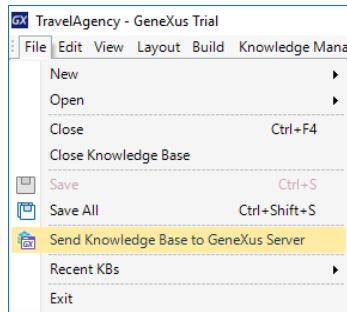 GX TravelAgency - GeneXus Trial
File Edit View Layout Build Knowledge Mana
New
Open
Close Ctrl+F4
Close Knowledge Base
Save Ctrl+S
Save All Ctrl+Shift+S
GX Send Knowledge Base to GeneXus Server
Recent KBs
Exit